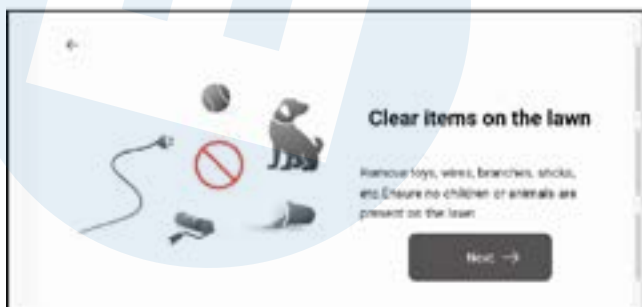 Clear items on the lawn
Remove toys, wires, branches, sticks,
etc.Ensure no children or animals are
present on the lawn
Next